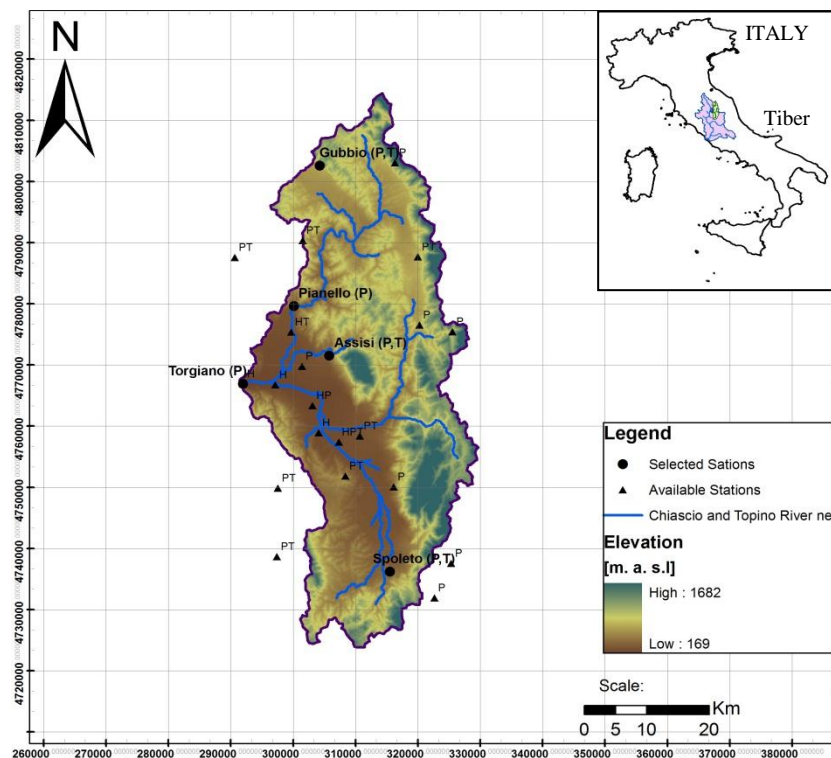 N
ITALY
Tiber
4820000
4810000
4800000
4790000
4780000
4770000
4760000
4750000
4740000
4730000
4720000
Gubbio (P,T)
P
PT
PT
PT
Pianello (P)
HT
P
P
Assisi (P,T)
P
Torgiano (P)
H
H
HP
H
HPT
PT
PT
PT
P
PT
Spoleto (P,T)
P
P
Legend
Selected Sations
Available Stations
Chiascio and Topino River ne
Elevation
[m. a. s.l]
High : 1682
Low : 169
Scale:
Km
0 5 10 20
260000 270000 280000 290000 300000 310000 320000 330000 340000 350000 360000 370000 380000